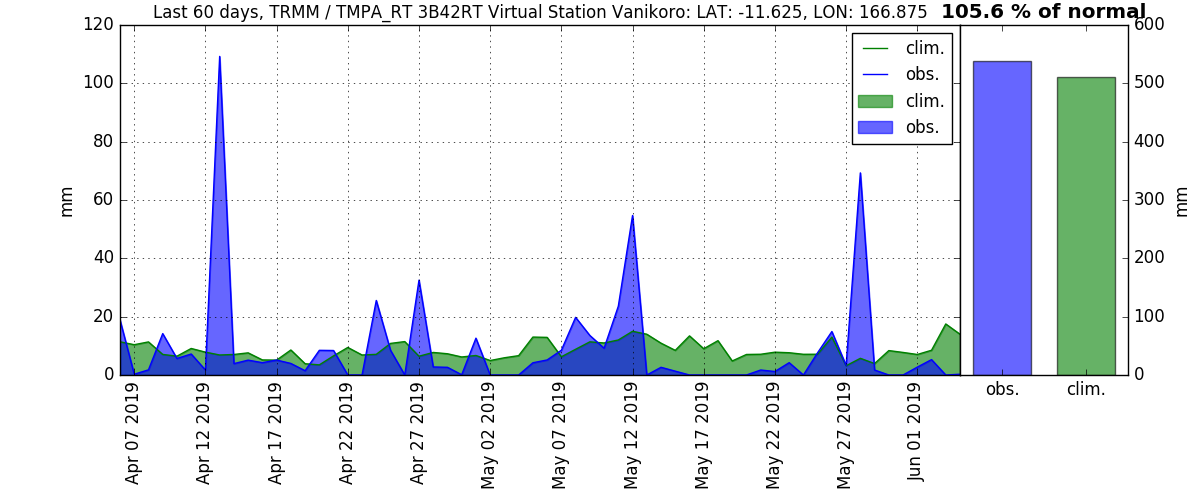 Last 60 days, TRMM / TMPA_RT 3B42RT Virtual Station Vanikoro: LAT: -11.625, LON: 166.875 105.6 % of normal
120
100
80
60
40
20
0
mm
clim.
obs.
clim.
obs.
600
500
400
300
200
100
0
mm
obs.
clim.
Apr 07 2019
Apr 12 2019
Apr 17 2019
Apr 22 2019
Apr 27 2019
May 02 2019
May 07 2019
May 12 2019
May 17 2019
May 22 2019
May 27 2019
Jun 01 2019